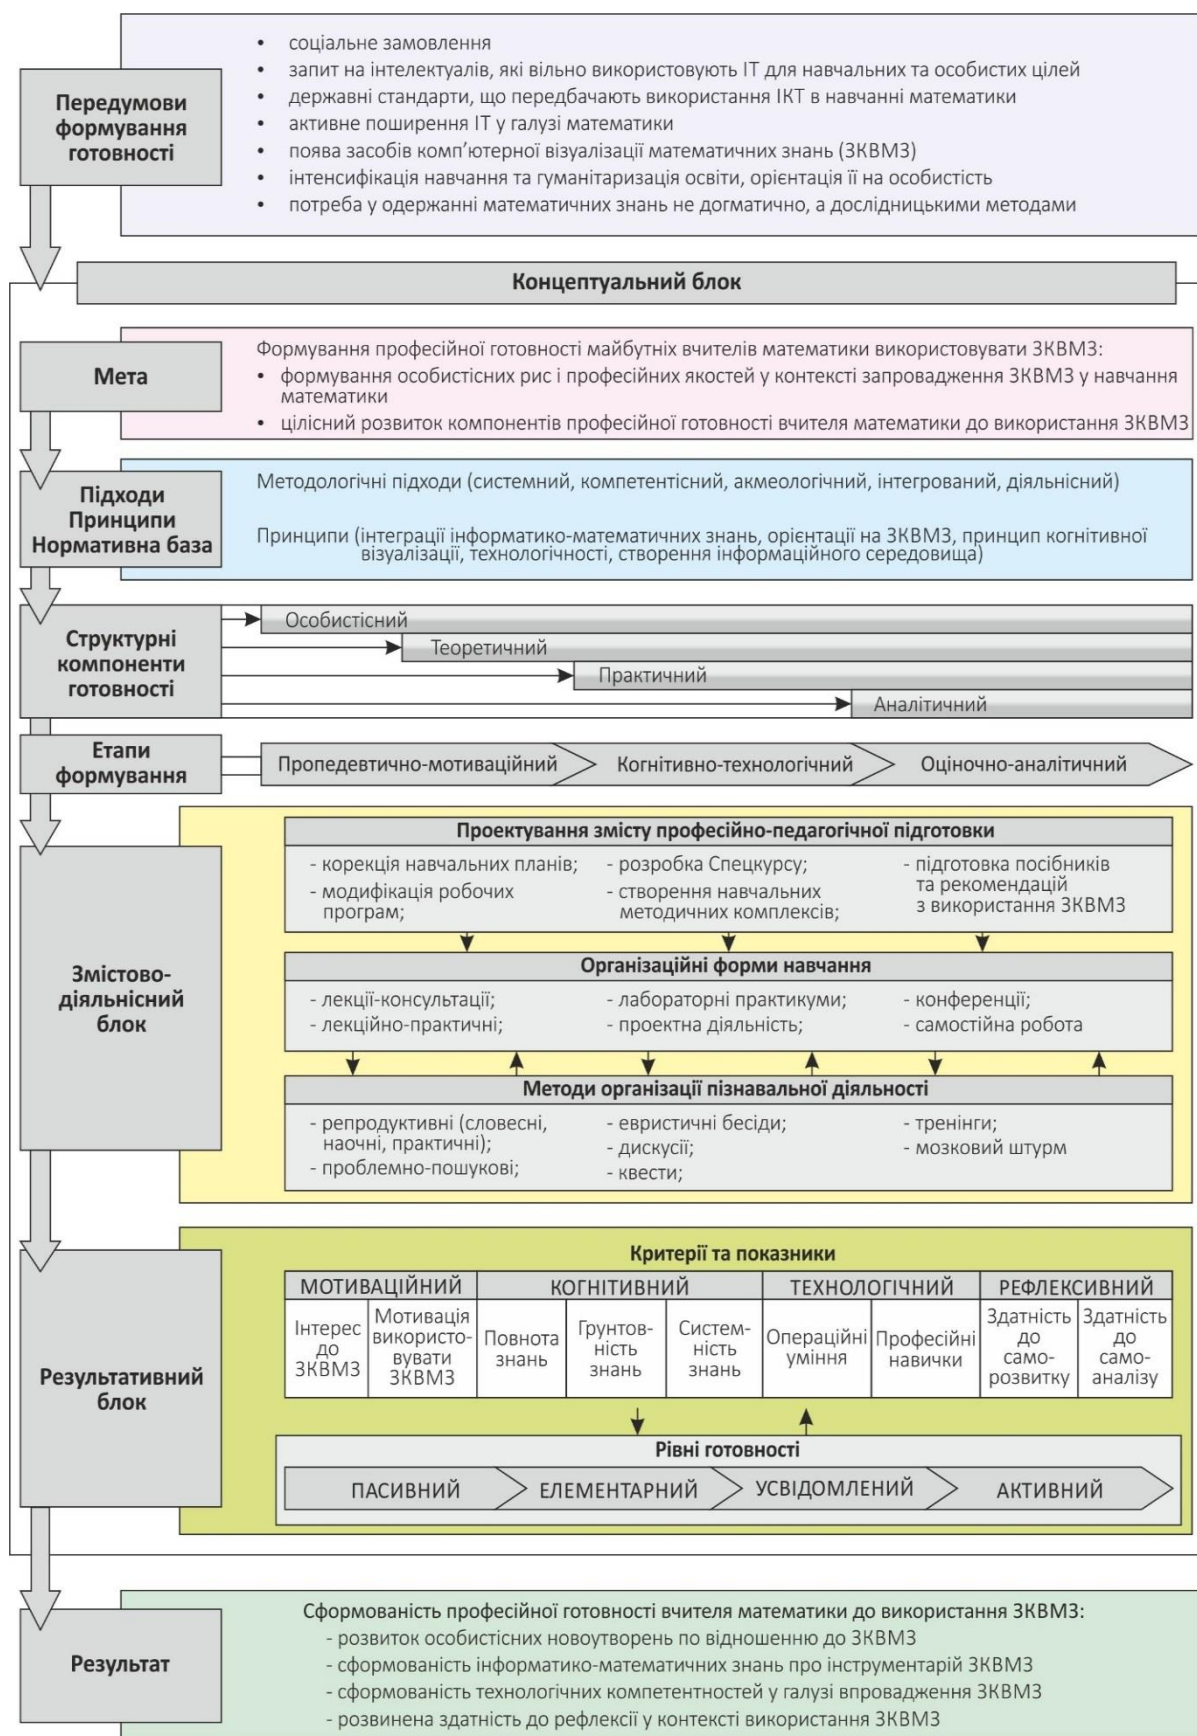 Передумови
формування
готовності
• соціальне замовлення
• запит на інтелектуалів, які вільно використовують ІТ для навчальних та особистих цілей
• державні стандарти, що передбачають використання ІКТ в навчанні математики
• активне поширення ІТ у галузі математики
• поява засобів комп’ютерної візуалізації математичних знань (ЗКВМЗ)
• інтенсифікація навчання та гуманітаризація освіти, орієнтація її на особистість
• потреба у одержанні математичних знань не догматично, а дослідницькими методами
Концептуальний блок
Мета
Формування професійної готовності майбутніх вчителів математики використовувати ЗКВМЗ:
• формування особистісних рис і професійних якостей у контексті запровадження ЗКВМЗ у навчання
математики
• цілісний розвиток компонентів професійної готовності вчителя математики до використання ЗКВМЗ
Підходи
Принципи
Нормативна база
Методологічні підходи (системний, компетентісний, акмеологічний, інтегрований, діяльнісний)
Принципи (інтеграції інформатико-математичних знань, орієнтації на ЗКВМЗ, принцип когнітивної
візуалізації, технологічності, створення інформаційного середовища)
Структурні
компоненти
готовності
Особистісний
Теоретичний
Практичний
Аналітичний
Етапи
формування
Пропедевтично-мотиваційний
Когнітивно-технологічний
Оціночно-аналітичний
Змістово-
діяльнісний
блок
Проектування змісту професійно-педагогічної підготовки
- корекція навчальних планів;
- модифікація робочих
програм;
- розробка Спецкурсу;
- створення навчальних
методичних комплексів;
- підготовка посібників
та рекомендацій
з використання ЗКВМЗ
Організаційні форми навчання
- лекції-консультації;
- лекційно-практичні;
- лабораторні практикуми;
- проектна діяльність;
- конференції;
- самостійна робота
Методи організації пізнавальної діяльності
- репродуктивні (словесні,
наочні, практичні);
- проблемно-пошукові;
- евристичні бесіди;
- дискусії;
- квести;
- тренінги;
- мозковий штурм
Результативний
блок
Критерії та показники
МОТИВАЦІЙНИЙ
КОГНІТИВНИЙ
ТЕХНОЛОГІЧНИЙ
РЕФЛЕКСИВНИЙ
Інтерес
до
ЗКВМЗ
Мотивація
використо-
вувати
ЗКВМЗ
Повнота
знань
Грунтов-
ність
знань
Систем-
ність
знань
Операційні
уміння
Професійні
навички
Здатність
до
само-
розвитку
Здатність
до
само-
аналізу
Рівні готовності
ПАСИВНИЙ
ЕЛЕМЕНТАРНИЙ
УСВІДОМЛЕНИЙ
АКТИВНИЙ
Результат
Сформованість професійної готовності вчителя математики до використання ЗКВМЗ:
- розвиток особистісних новоутворень по відношенню до ЗКВМЗ
- сформованість інформатико-математичних знань про інструментарій ЗКВМЗ
- сформованість технологічних компетентностей у галузі впровадження ЗКВМЗ
- розвинена здатність до рефлексії у контексті використання ЗКВМЗ